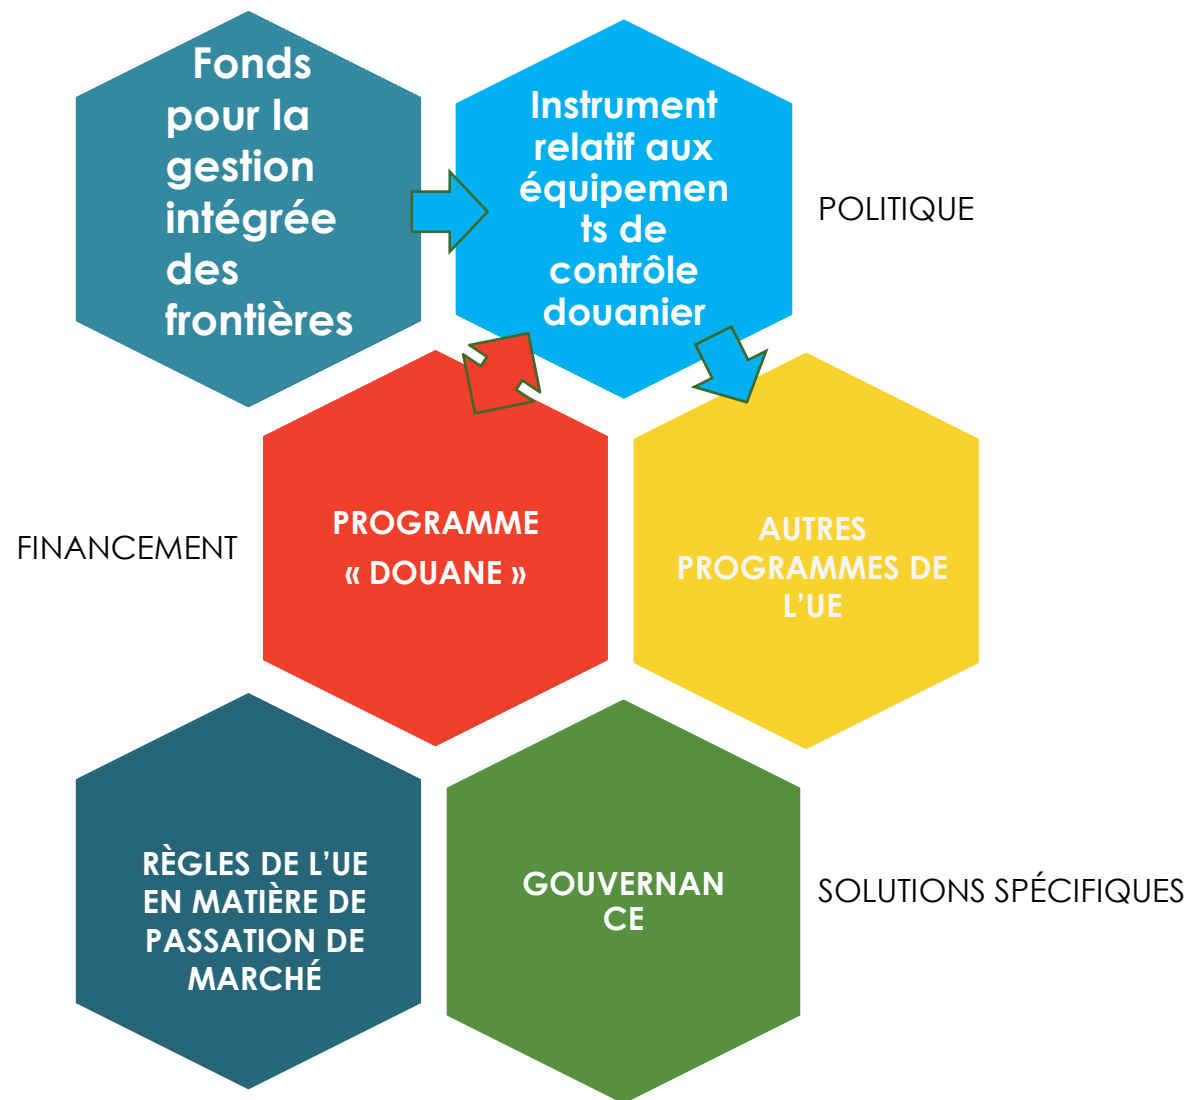 Fonds
pour la
gestion
intégrée
des
frontières
Instrument
relatif aux
équipemen
ts de
contrôle
douanier
POLITIQUE
FINANCEMENT
PROGRAMME
« DOUANE »
AUTRES
PROGRAMMES DE
L’UE
RÈGLES DE L’UE
EN MATIÈRE DE
PASSATION DE
MARCHÉ
GOUVERNAN
CE
SOLUTIONS SPÉCIFIQUES